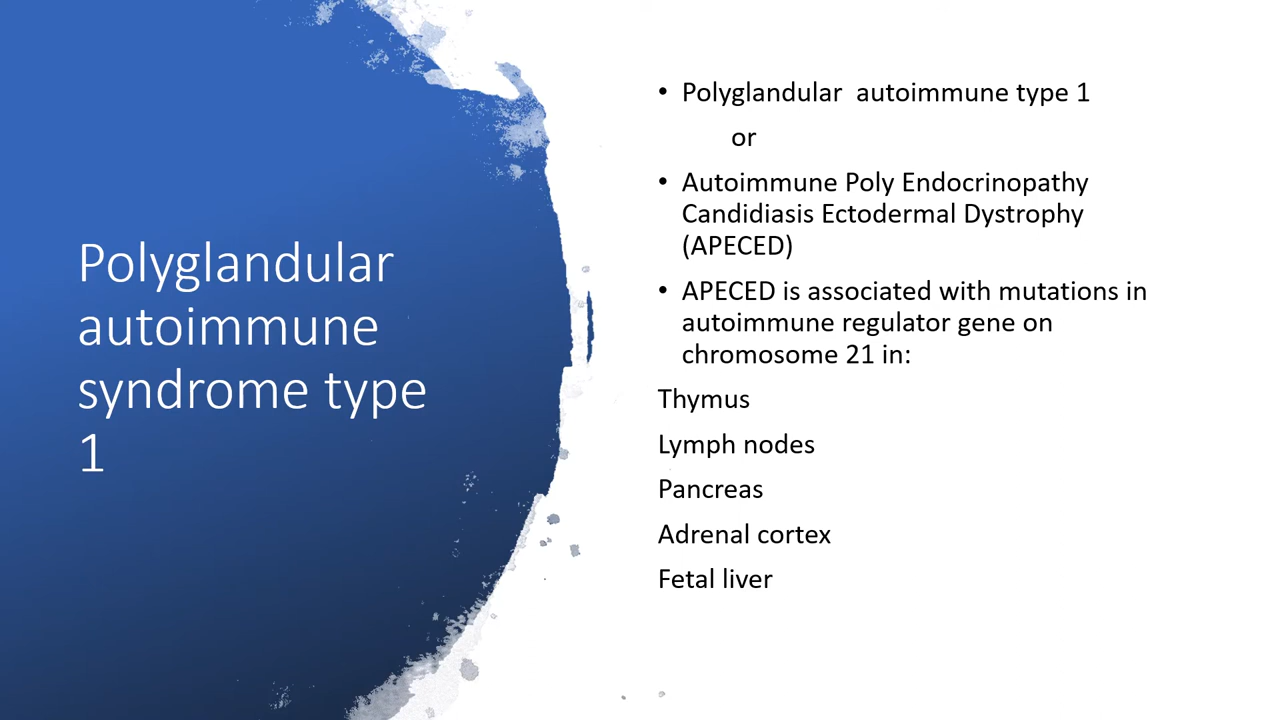 Polyglandular
autoimmune
syndrome type
1
• Polyglandular  autoimmune type 1
or
• Autoimmune Poly Endocrinopathy
Candidiasis Ectodermal Dystrophy
(APECED)
• APECED is associated with mutations in
autoimmune regulator gene on
chromosome 21 in:
Thymus
Lymph nodes
Pancreas
Adrenal cortex
Fetal liver